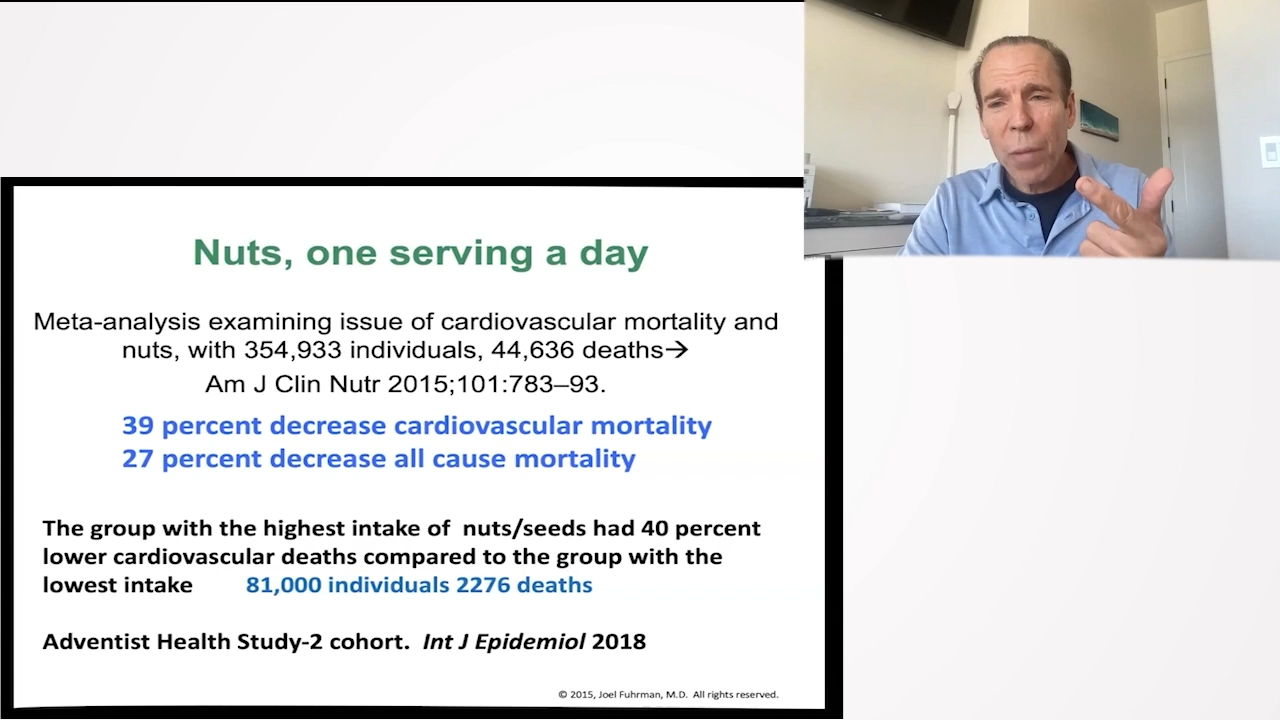 Nuts, one serving a day
Meta-analysis examining issue of cardiovascular mortality and
nuts, with 354,933 individuals, 44,636 deaths→
Am J Clin Nutr 2015;101:783–93.
39 percent decrease cardiovascular mortality
27 percent decrease all cause mortality
The group with the highest intake of nuts/seeds had 40 percent
lower cardiovascular deaths compared to the group with the
lowest intake 81,000 individuals 2276 deaths
Adventist Health Study-2 cohort. Int J Epidemiol 2018
© 2015, Joel Fuhrman, M.D. All rights reserved.